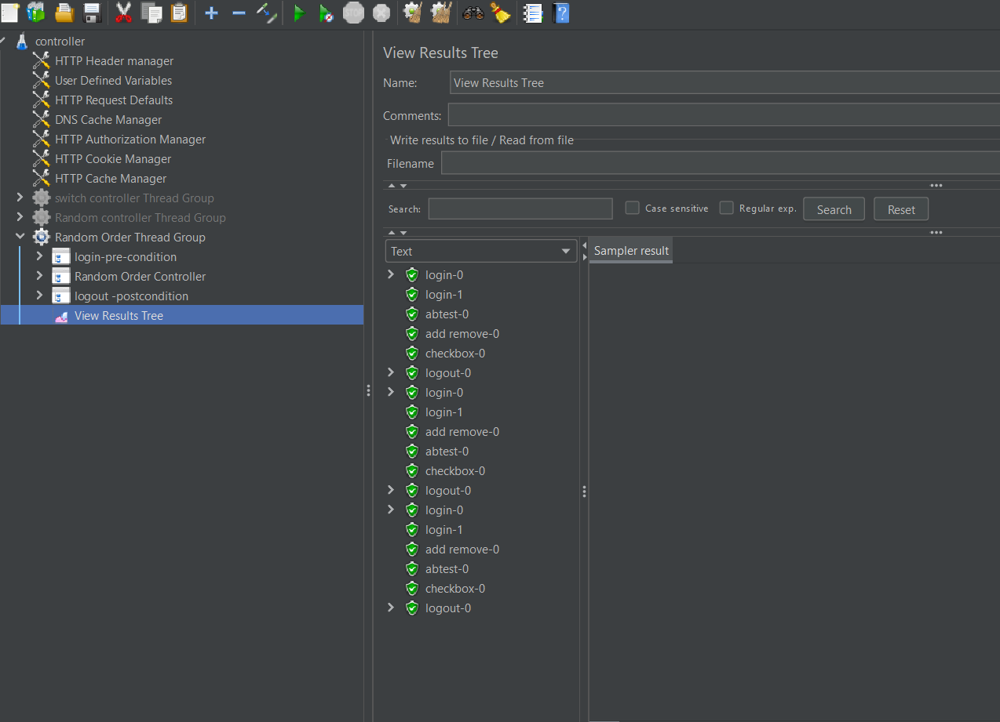 STOP
controller
HTTP Header manager
User Defined Variables
HTTP Request Defaults
DNS Cache Manager
HTTP Authorization Manager
HTTP Cookie Manager
HTTP Cache Manager
switch controller Thread Group
Random controller Thread Group
Random Order Thread Group
login-pre-condition
Random Order Controller
logout -postcondition
View Results Tree
View Results Tree
Name: View Results Tree
Comments:
Write results to file / Read from file
Filename
Search: Case sensitive Regular exp. Search Reset
Text
Sampler result
login-0
login-1
abtest-0
add remove-0
checkbox-0
logout-0
login-0
login-1
add remove-0
abtest-0
checkbox-0
logout-0
login-0
login-1
add remove-0
abtest-0
checkbox-0
logout-0